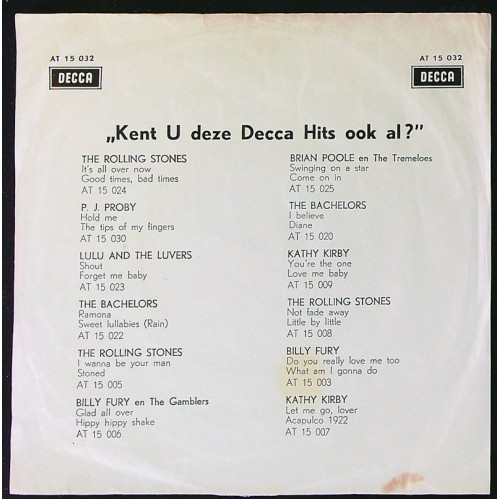 AT 15 032
AT 15 032
DECCA
DECCA
„Kent U deze Decca Hits ook al?”
THE ROLLING STONES
It's all over now
Good times, bad times
AT 15 024
P. J. PROBY
Hold me
The tips of my fingers
AT 15 030
LULU AND THE LUVERS
Shout
Forget me baby
AT 15 023
THE BACHELORS
Ramona
Sweet lullabies (Rain)
AT 15 022
THE ROLLING STONES
I wanna be your man
Stoned
AT 15 005
BILLY FURY en The Gamblers
Glad all over
Hippy hippy shake
AT 15 006
BRIAN POOLE en The Tremeloes
Swinging on a star
Come on in
AT 15 025
THE BACHELORS
I believe
Diane
AT 15 020
KATHY KIRBY
You're the one
Love me baby
AT 15 009
THE ROLLING STONES
Not fade away
Little by little
AT 15 008
BILLY FURY
Do you really love me too
What am I gonna do
AT 15 003
KATHY KIRBY
Let me go, lover
Acapulco 1922
AT 15 007